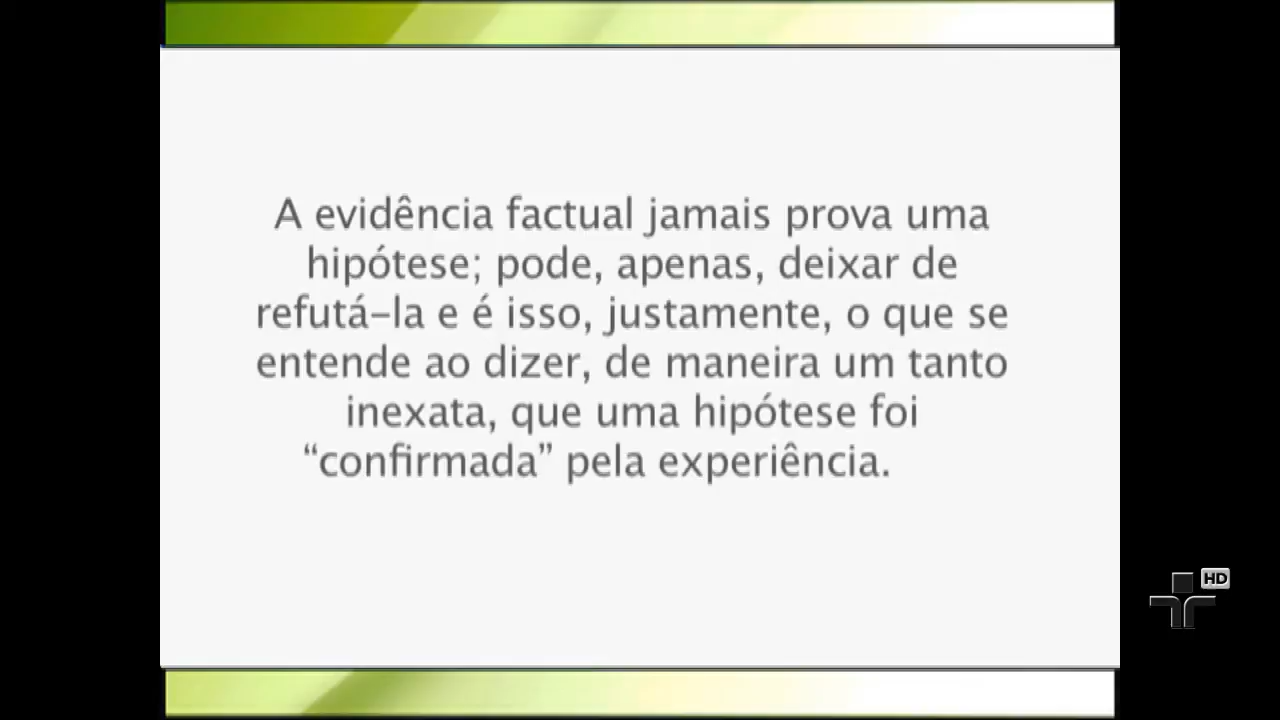 A evidência factual jamais prova uma
hipótese; pode, apenas, deixar de
refutá-la e é isso, justamente, o que se
entende ao dizer, de maneira um tanto
inexata, que uma hipótese foi
“confirmada” pela experiência.
HD